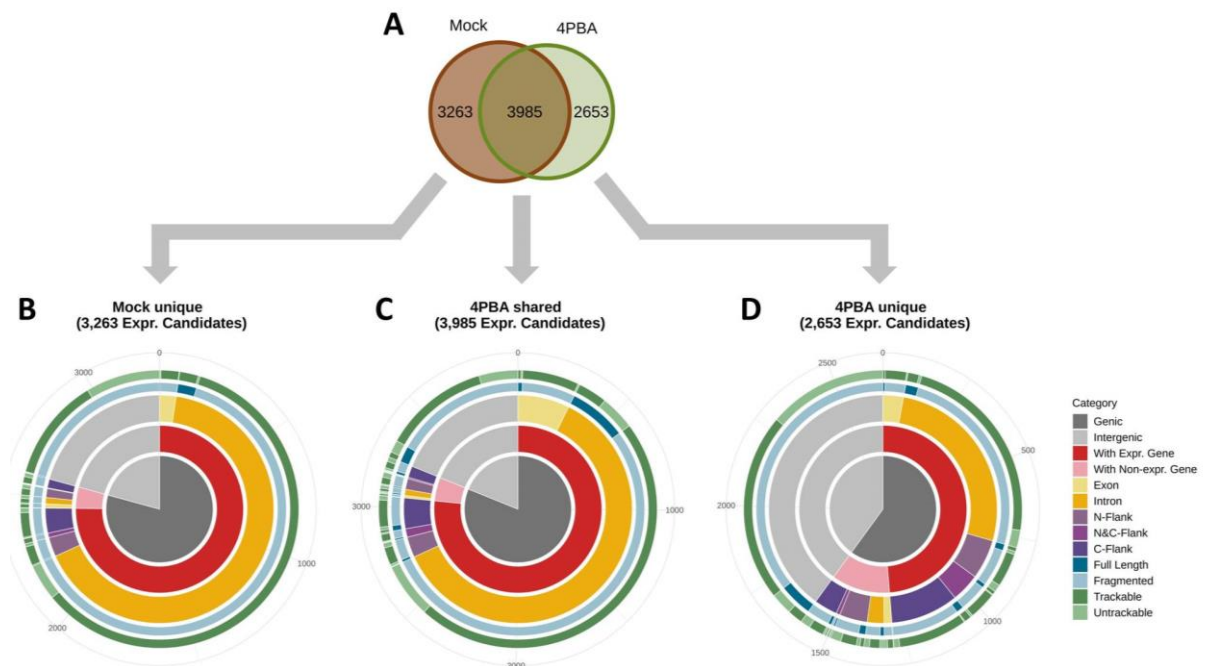 A
Mock
4PBA
3263
3985
2653
B
Mock unique
(3,263 Expr. Candidates)
0
1000
2000
3000
C
4PBA shared
(3,985 Expr. Candidates)
0
1000
2000
3000
D
4PBA unique
(2,653 Expr. Candidates)
0
500
1000
1500
2000
2500
Category
Genic
Intergenic
With Expr. Gene
With Non-expr. Gene
Exon
Intron
N-Flank
N&C-Flank
C-Flank
Full Length
Fragmented
Trackable
Untrackable